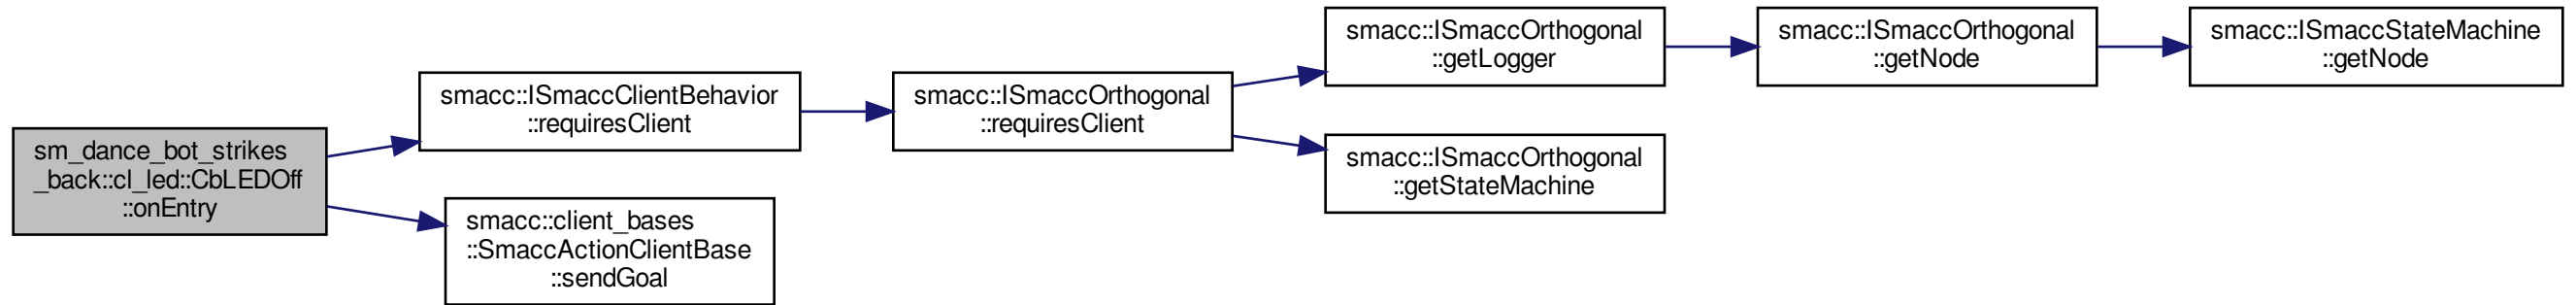 sm_dance_bot_strikes
_back::cl_led::CbLEDOff
::onEntry
smacc::ISmaccClientBehavior
::requiresClient
smacc::ISmaccOrthogonal
::requiresClient
smacc::ISmaccOrthogonal
::getLogger
smacc::ISmaccOrthogonal
::getNode
smacc::ISmaccStateMachine
::getNode
smacc::ISmaccOrthogonal
::getStateMachine
smacc::client_bases
::SmaccActionClientBase
::sendGoal